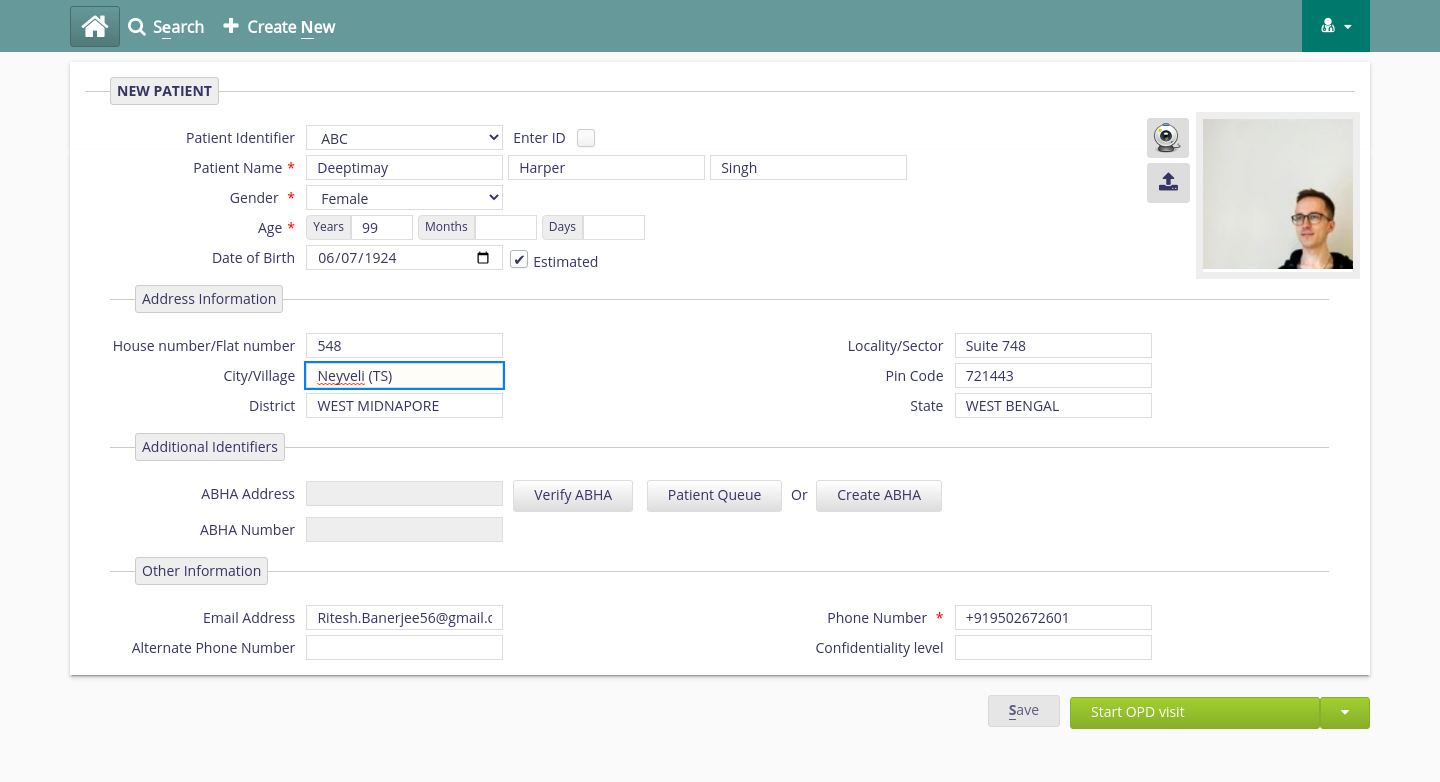 Search Create New
NEW PATIENT
Patient Identifier ABC Enter ID
Patient Name * Deeptimay Harper Singh
Gender * Female
Age * Years 99 Months Days
Date of Birth 06/07/1924 Estimated
Address Information
House number/Flat number 548 Locality/Sector Suite 748
City/Village Neyveli (TS) Pin Code 721443
District WEST MIDNAPORE State WEST BENGAL
Additional Identifiers
ABHA Address Verify ABHA Patient Queue Or Create ABHA
ABHA Number
Other Information
Email Address Ritesh.Banerjee56@gmail.c Phone Number * +919502672601
Alternate Phone Number Confidentiality level
Save Start OPD visit